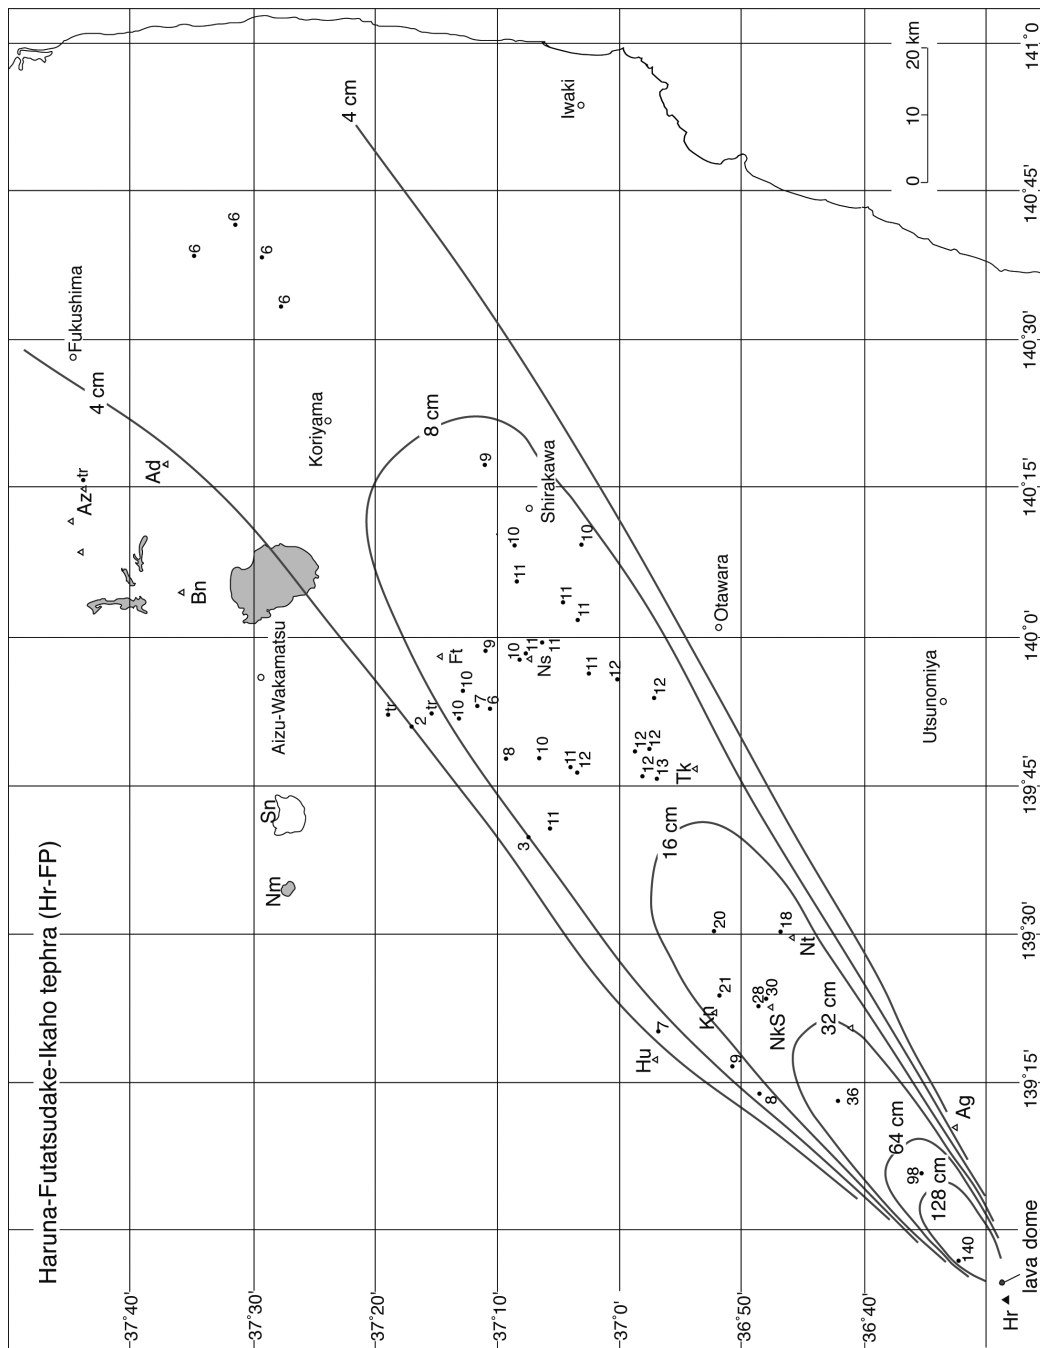 Haruna-Futatsudake-Ikaho tephra (Hr-FP)
141˚0
140˚45'
140˚30'
140˚15'
140˚0'
139˚45'
139˚30'
139˚15'
37˚40'
37˚30'
37˚20'
37˚10'
37˚0'
36˚50'
36˚40'
0 10 20 km
Iwaki
Fukushima
Koriyama
Shirakawa
Otawara
Utsunomiya
Aizu-Wakamatsu
4 cm
4 cm
8 cm
16 cm
32 cm
64 cm
128 cm
Az
tr
Ad
Bn
Sn
Nm
Ft
Ns
Tk
Hu
Kn
NkS
Nt
Ag
Hr
lava dome
6
6
6
6
9
10
10
11
11
11
9
10
11
11
11
12
12
tr
2
tr
10
10
7
6
8
10
11
12
12
12
12
13
3
11
20
18
21
28
30
7
9
8
36
98
140